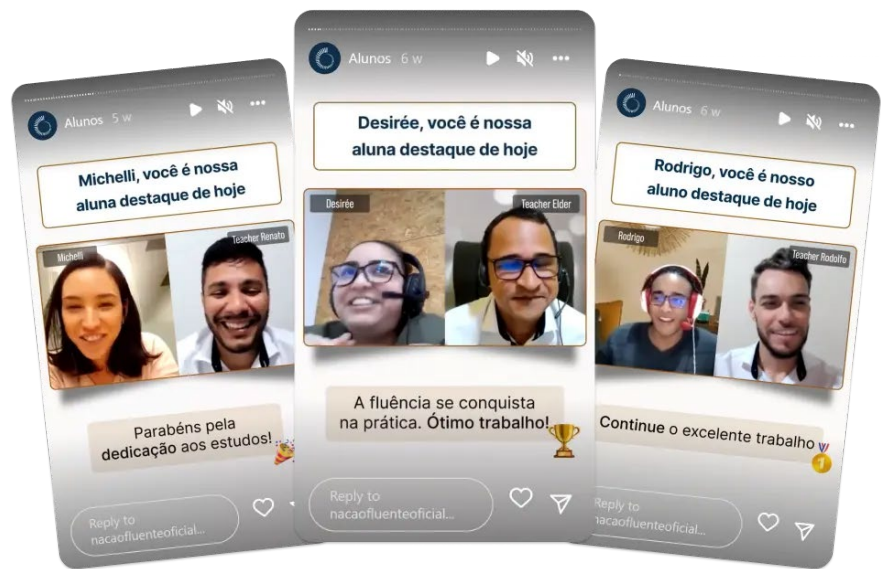 Alunos 5 w
Michelli, você é nossa
aluna destaque de hoje
Michelli
Teacher Renato
Parabéns pela
dedicação aos estudos!
Reply to
nacaofluenteoficial...
Alunos 6 w
Desirée, você é nossa
aluna destaque de hoje
Desirée
Teacher Elder
A fluência se conquista
na prática. Ótimo trabalho!
Reply to
nacaofluenteoficial...
Alunos 6 w
Rodrigo, você é nosso
aluno destaque de hoje
Rodrigo
Teacher Rodolfo
Continue o excelente trabalho
1
Reply to
nacaofluenteoficial...